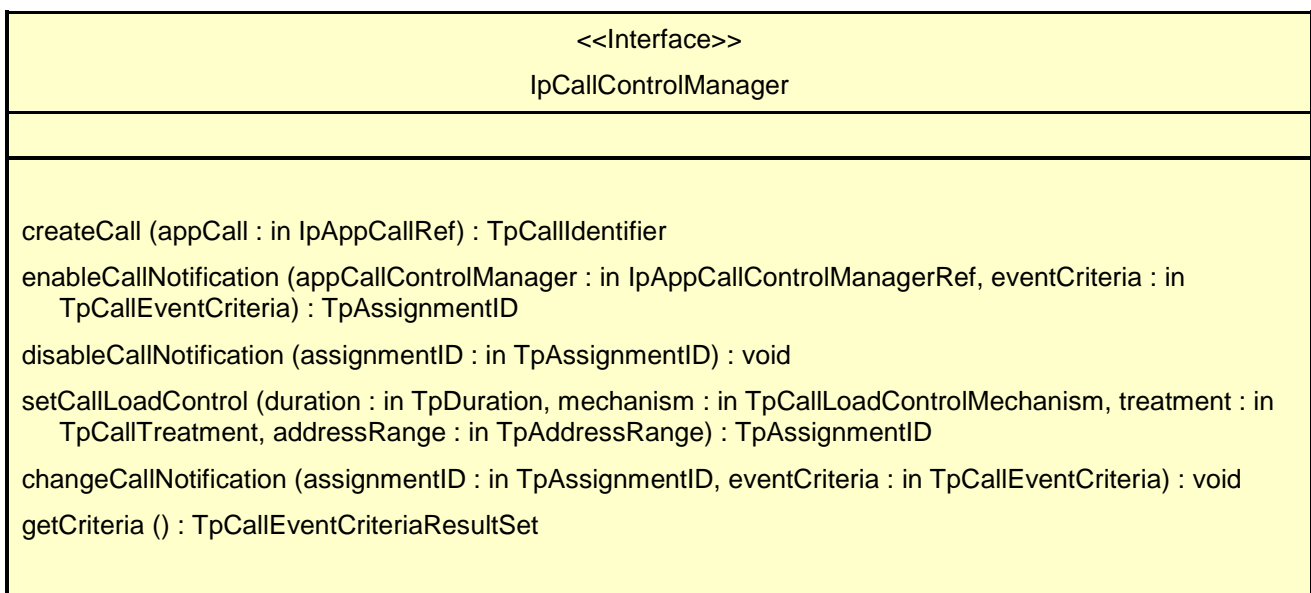 <<Interface>>
IpCallControlManager
createCall (appCall : in IpAppCallRef) : TpCallIdentifier
enableCallNotification (appCallControlManager : in IpAppCallControlManagerRef, eventCriteria : in
TpCallEventCriteria) : TpAssignmentID
disableCallNotification (assignmentID : in TpAssignmentID) : void
setCallLoadControl (duration : in TpDuration, mechanism : in TpCallLoadControlMechanism, treatment : in
TpCallTreatment, addressRange : in TpAddressRange) : TpAssignmentID
changeCallNotification (assignmentID : in TpAssignmentID, eventCriteria : in TpCallEventCriteria) : void
getCriteria () : TpCallEventCriteriaResultSet